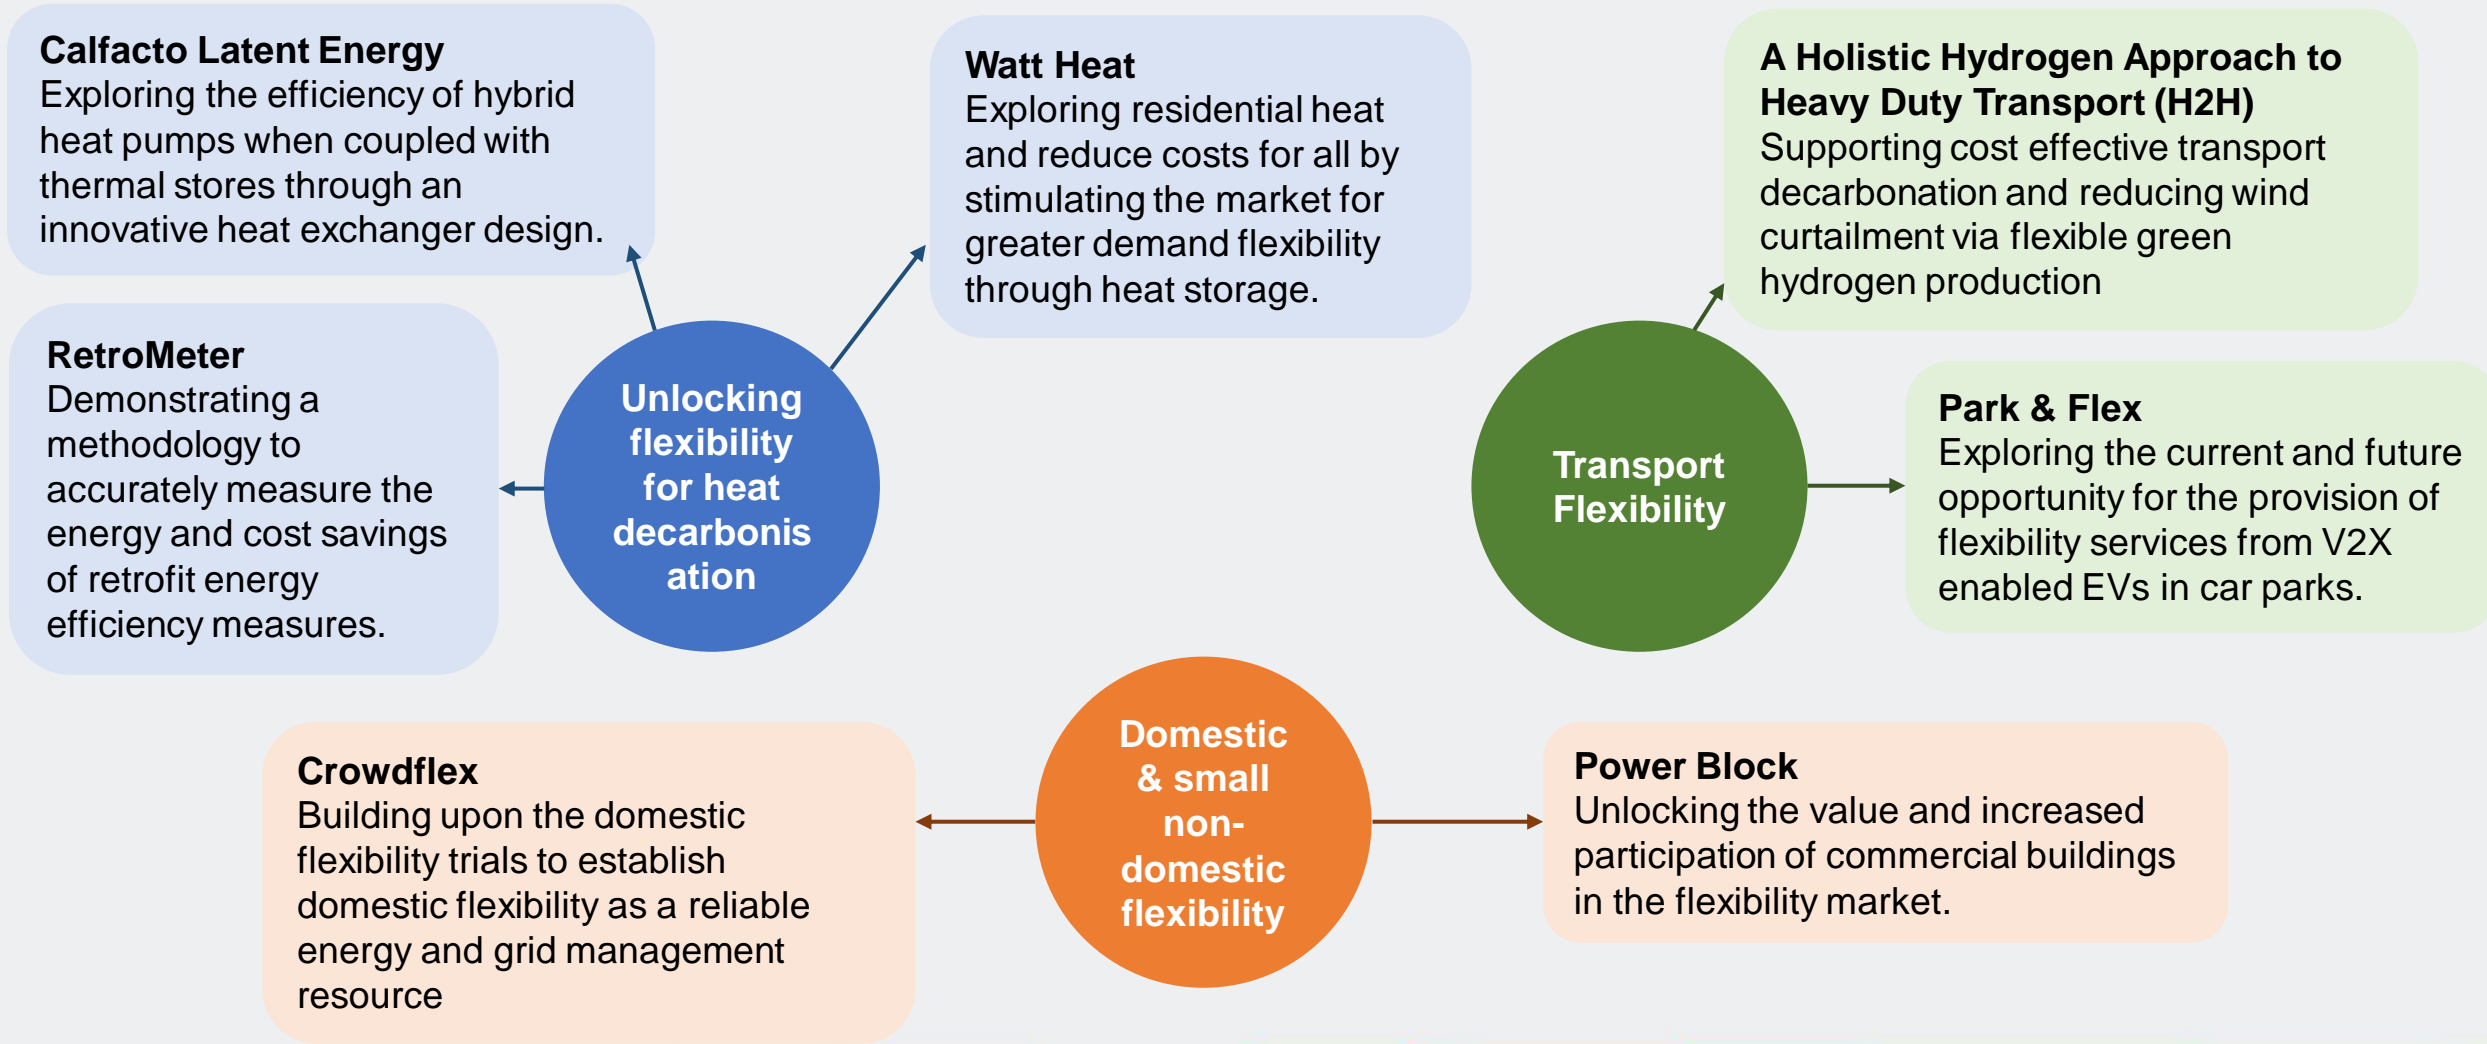 Calfacto Latent Energy
Exploring the efficiency of hybrid
heat pumps when coupled with
thermal stores through an
innovative heat exchanger design.
Watt Heat
Exploring residential heat
and reduce costs for all by
stimulating the market for
greater demand flexibility
through heat storage.
A Holistic Hydrogen Approach to
Heavy Duty Transport (H2H)
Supporting cost effective transport
decarbonation and reducing wind
curtailment via flexible green
hydrogen production
RetroMeter
Demonstrating a
methodology to
accurately measure the
energy and cost savings
of retrofit energy
efficiency measures.
Unlocking
flexibility
for heat
decarbonis
ation
Transport
Flexibility
Park & Flex
Exploring the current and future
opportunity for the provision of
flexibility services from V2X
enabled EVs in car parks.
Crowdflex
Building upon the domestic
flexibility trials to establish
domestic flexibility as a reliable
energy and grid management
resource
Domestic
& small
non-
domestic
flexibility
Power Block
Unlocking the value and increased
participation of commercial buildings
in the flexibility market.